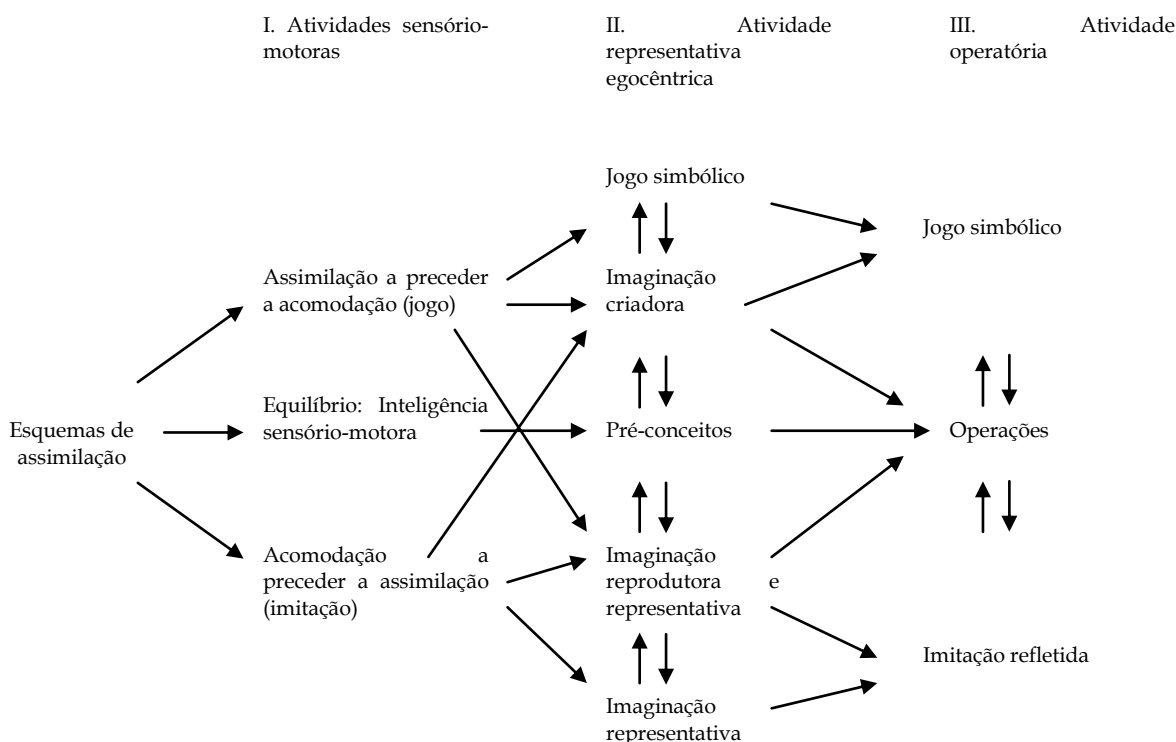 I. Atividades sensório-
motoras
II. Atividade
representativa
egocêntrica
III. Atividade
operatória
Jogo simbólico
Jogo simbólico
Assimilação a preceder
a acomodação (jogo)
Imaginação
criadora
Equilíbrio: Inteligência
sensório-motora
Esquemas de
assimilação
Pré-conceitos
Operações
Acomodação a
preceder a assimilação
(imitação)
Imaginação
reprodutora e
representativa
Imitação refletida
Imaginação
representativa